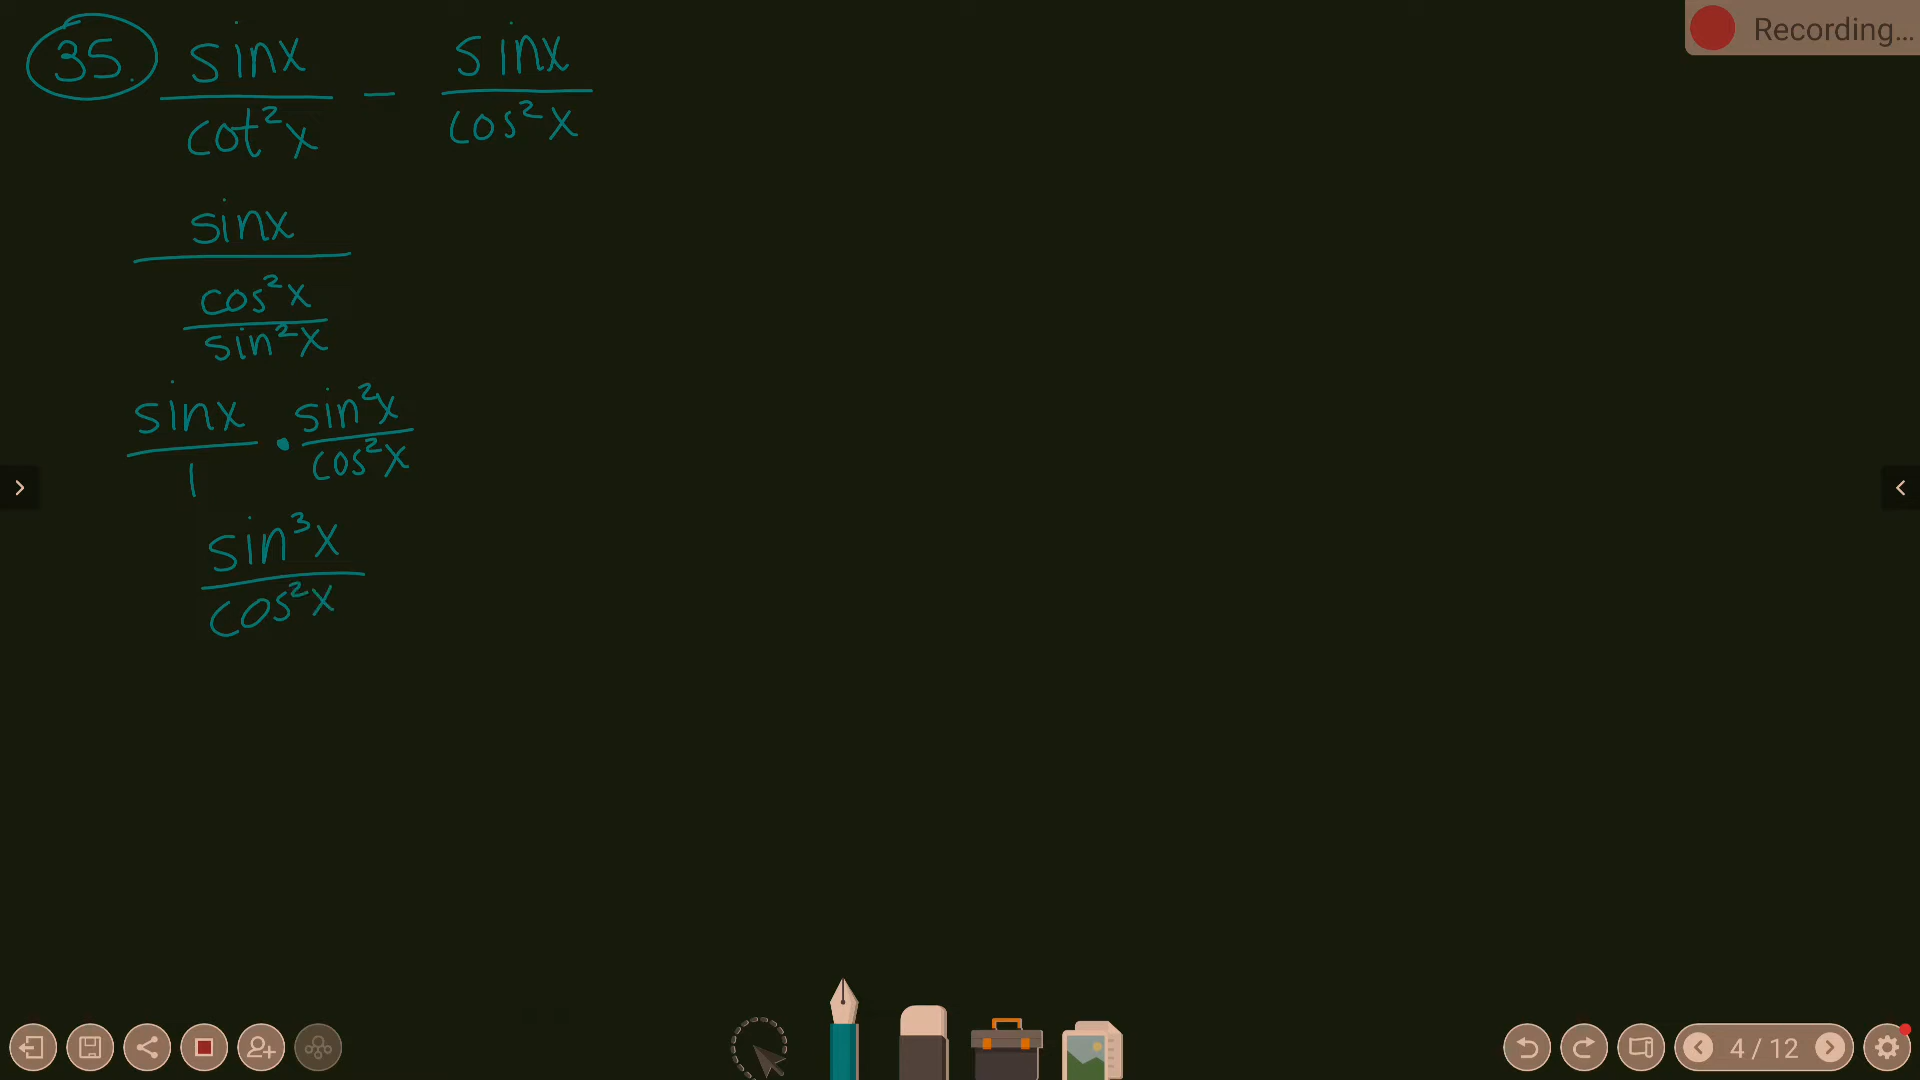 Recording...
35. sinx/cot²x - sinx/cos²x
sinx/(cos²x/sin²x)
sinx/1 • sin²x/cos²x
sin³x/cos²x
4 / 12